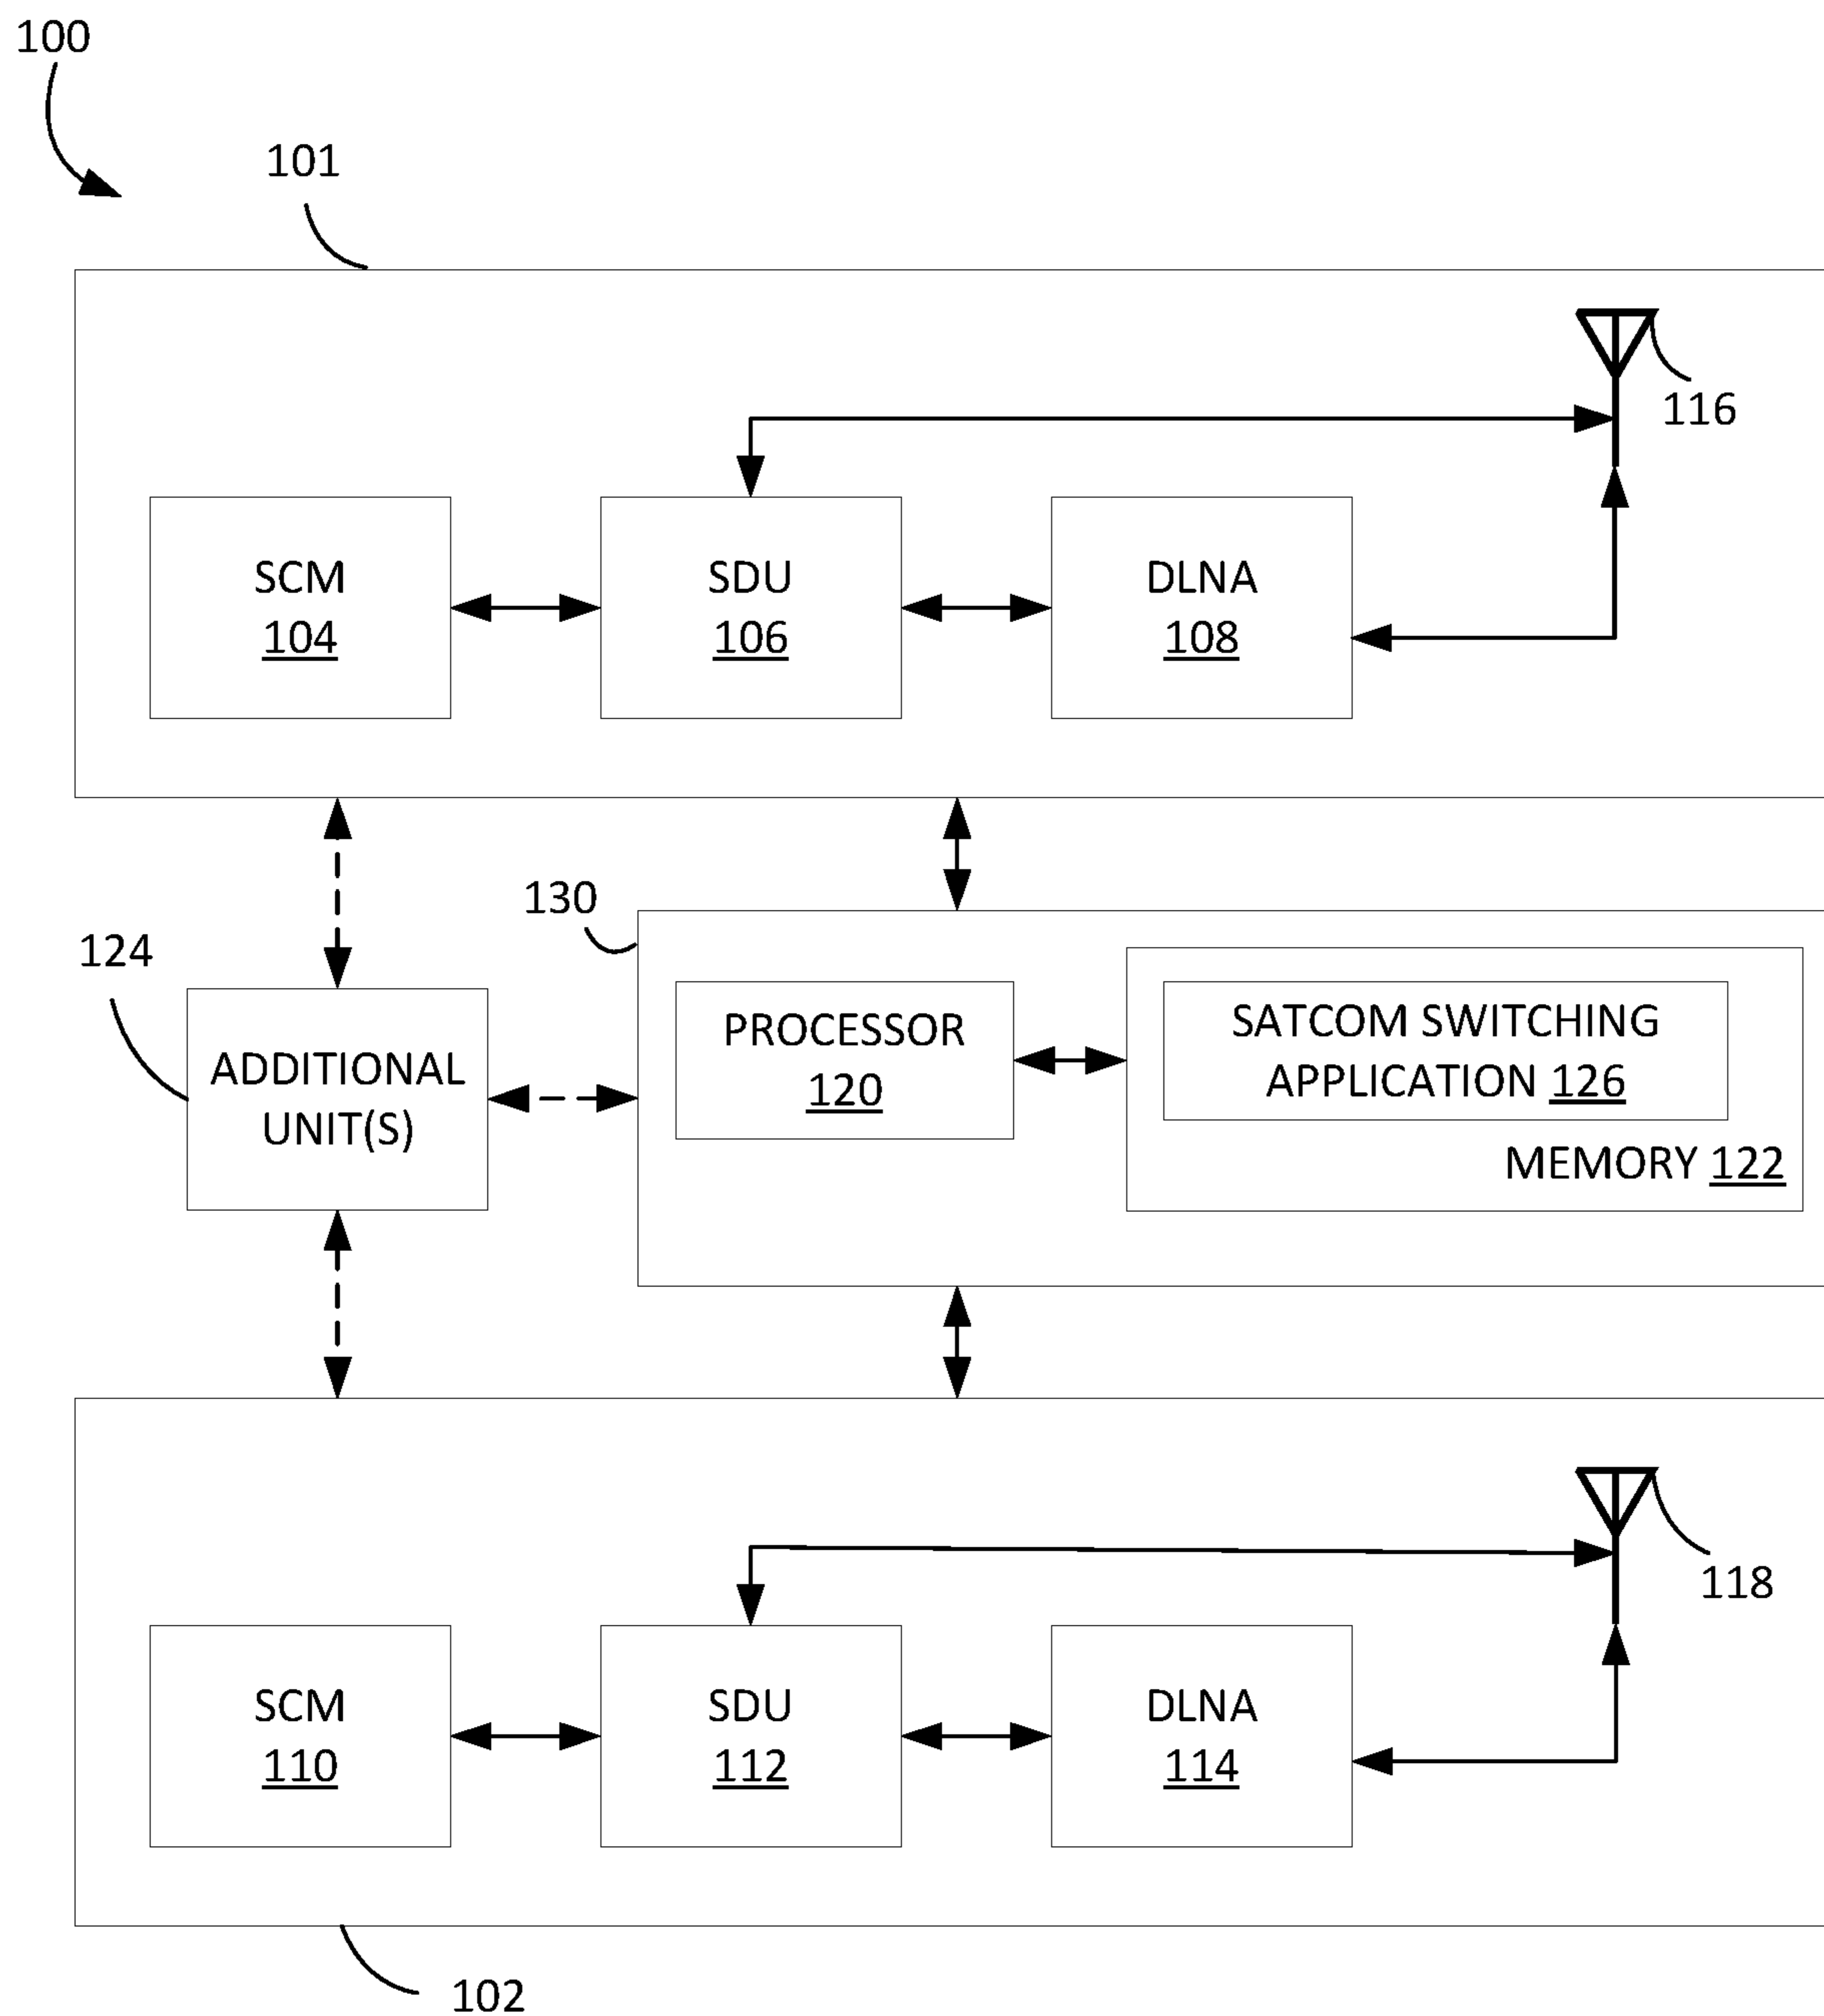 100
101
116
SCM
104
SDU
106
DLNA
108
130
124
ADDITIONAL
UNIT(S)
PROCESSOR
120
SATCOM SWITCHING
APPLICATION 126
MEMORY 122
118
SCM
110
SDU
112
DLNA
114
102